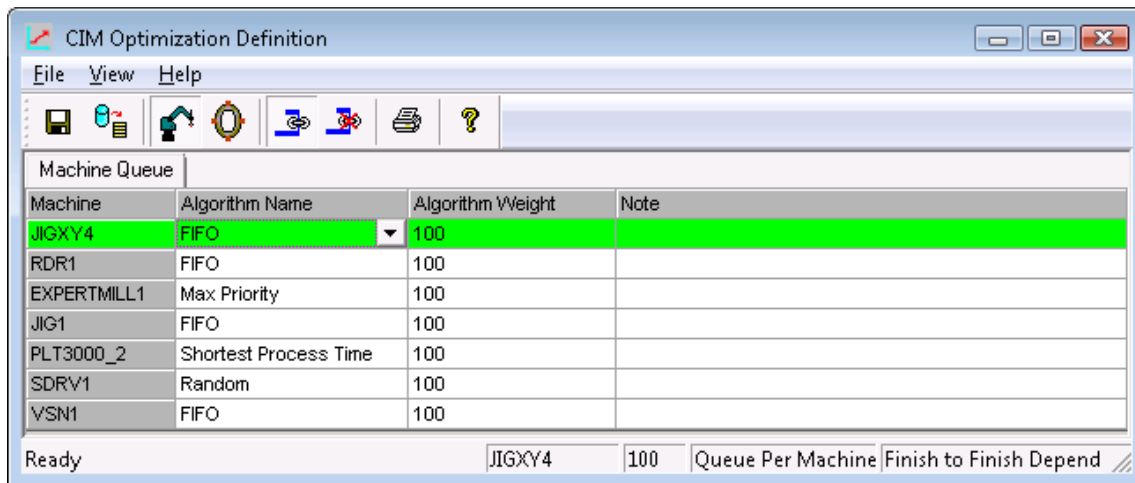 CIM Optimization Definition
File View Help
Machine Queue
Machine Algorithm Name Algorithm Weight Note
JIGXY4 FIFO 100
RDR1 FIFO 100
EXPERTMILL1 Max Priority 100
JIG1 FIFO 100
PLT3000_2 Shortest Process Time 100
SDRV1 Random 100
VSN1 FIFO 100
Ready JIGXY4 100 Queue Per Machine Finish to Finish Depend